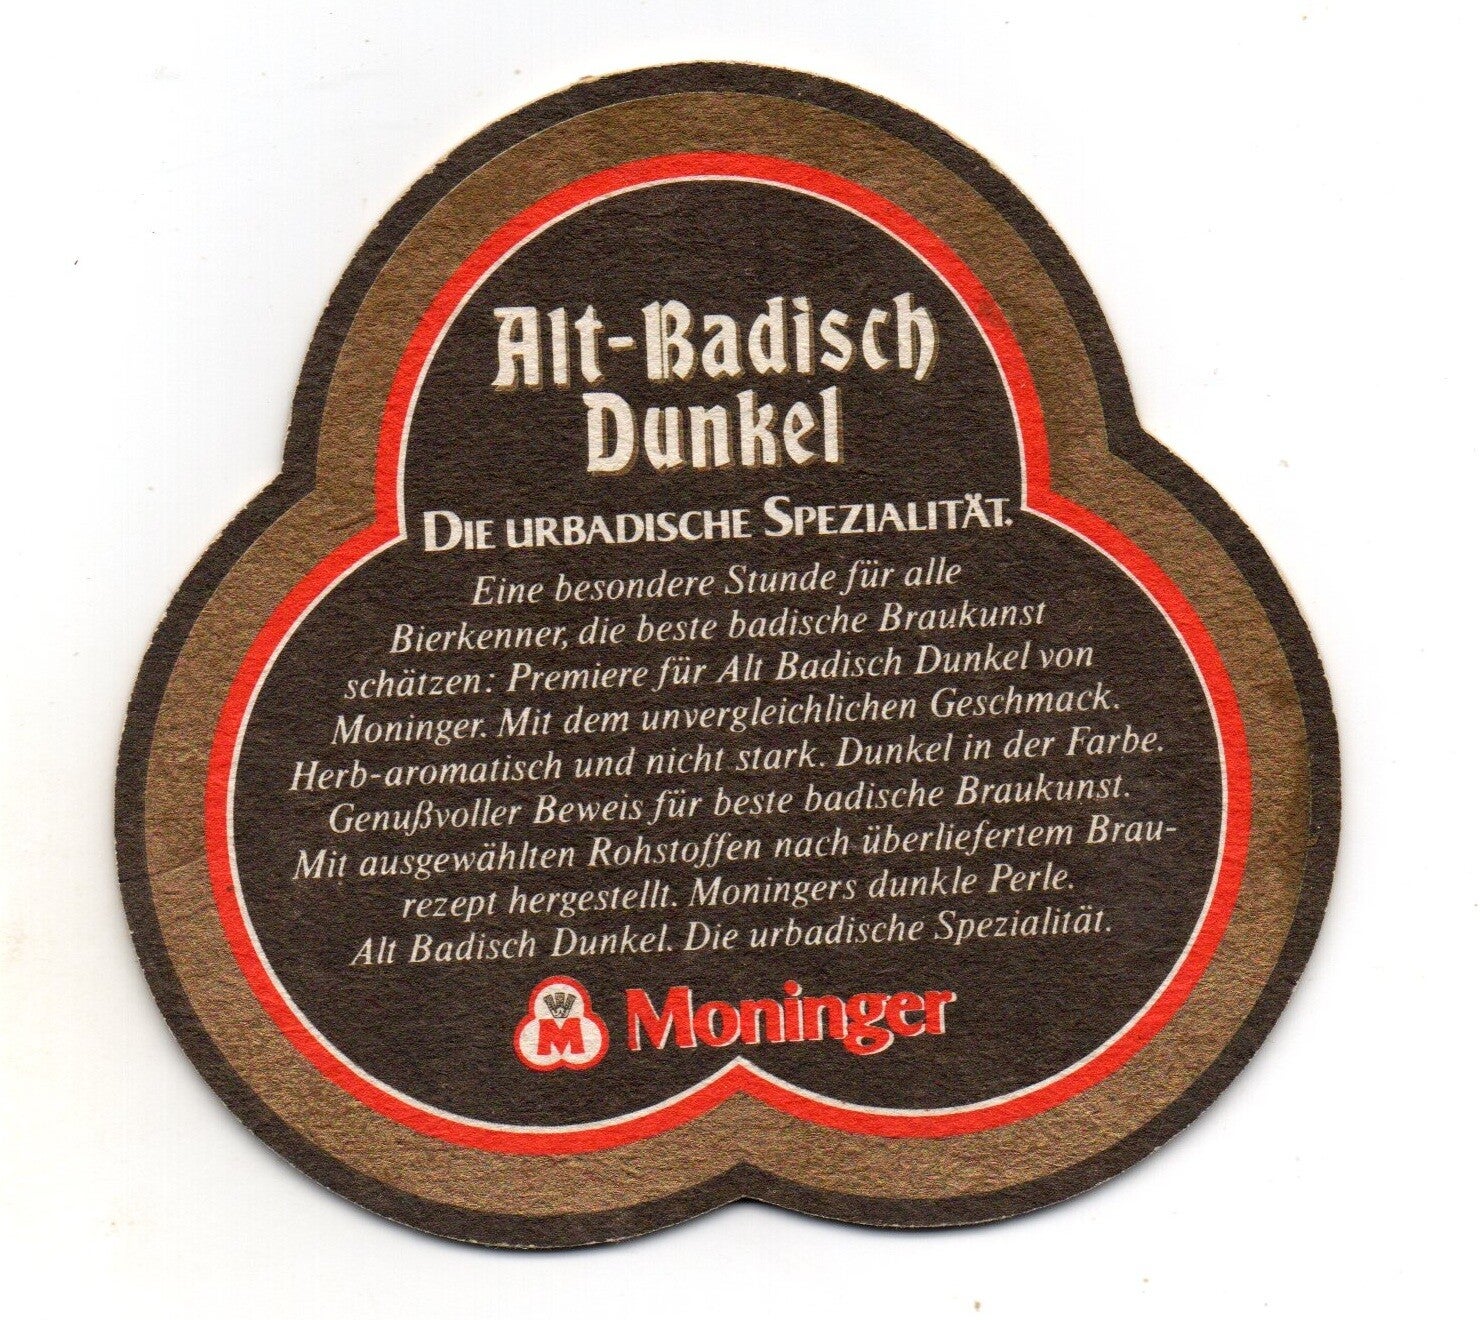 Alt-Badisch
Dunkel
DIE URBADISCHE SPEZIALITÄT.
Eine besondere Stunde für alle
Bierkenner, die beste badische Braukunst
schätzen: Premiere für Alt Badisch Dunkel von
Moninger. Mit dem unvergleichlichen Geschmack.
Herb-aromatisch und nicht stark. Dunkel in der Farbe.
Genußvoller Beweis für beste badische Braukunst.
Mit ausgewählten Rohstoffen nach überliefertem Brau-
rezept hergestellt. Moningers dunkle Perle.
Alt Badisch Dunkel. Die urbadische Spezialität.
M Moninger